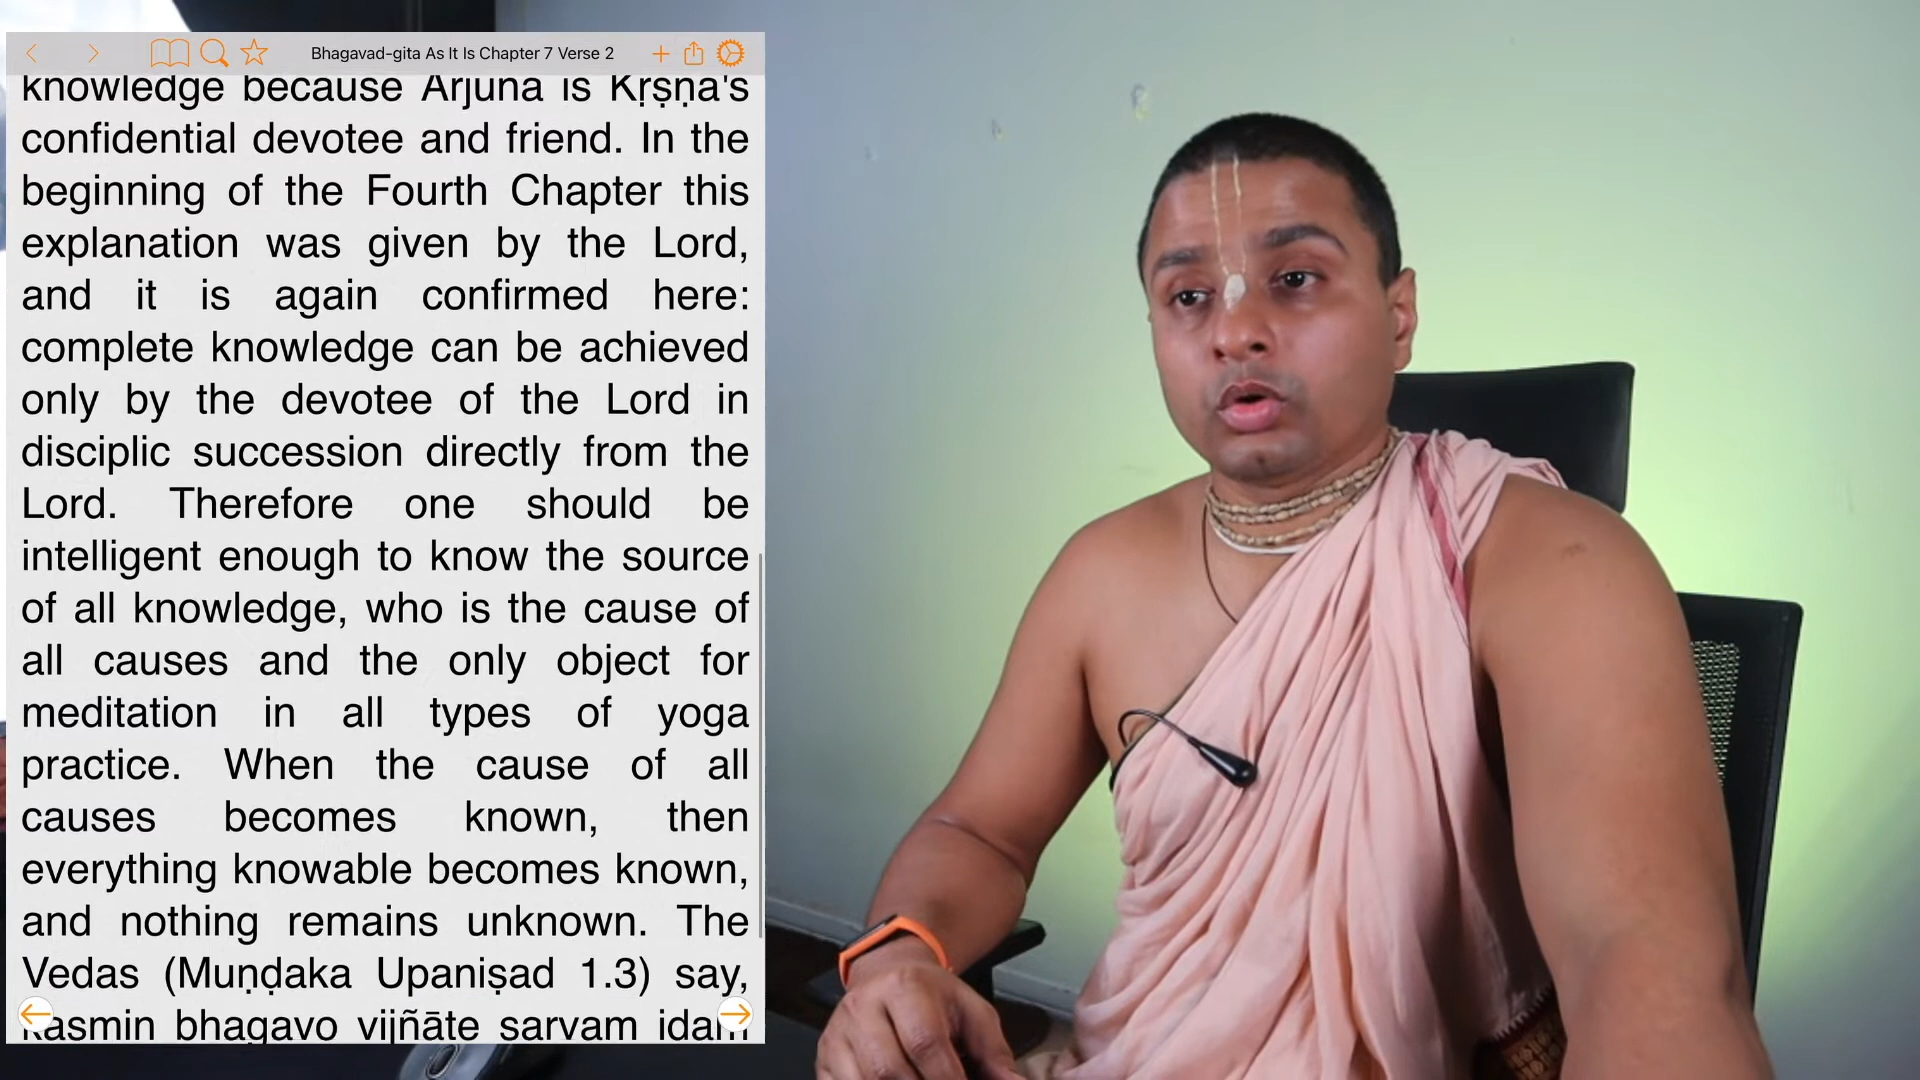 Bhagavad-gita As It Is Chapter 7 Verse 2
knowledge because Arjuna is Kṛṣṇa's
confidential devotee and friend. In the
beginning of the Fourth Chapter this
explanation was given by the Lord,
and it is again confirmed here:
complete knowledge can be achieved
only by the devotee of the Lord in
disciplic succession directly from the
Lord. Therefore one should be
intelligent enough to know the source
of all knowledge, who is the cause of
all causes and the only object for
meditation in all types of yoga
practice. When the cause of all
causes becomes known, then
everything knowable becomes known,
and nothing remains unknown. The
Vedas (Muṇḍaka Upaniṣad 1.3) say,
kasmin bhagavo vijñāte sarvam idaṁ